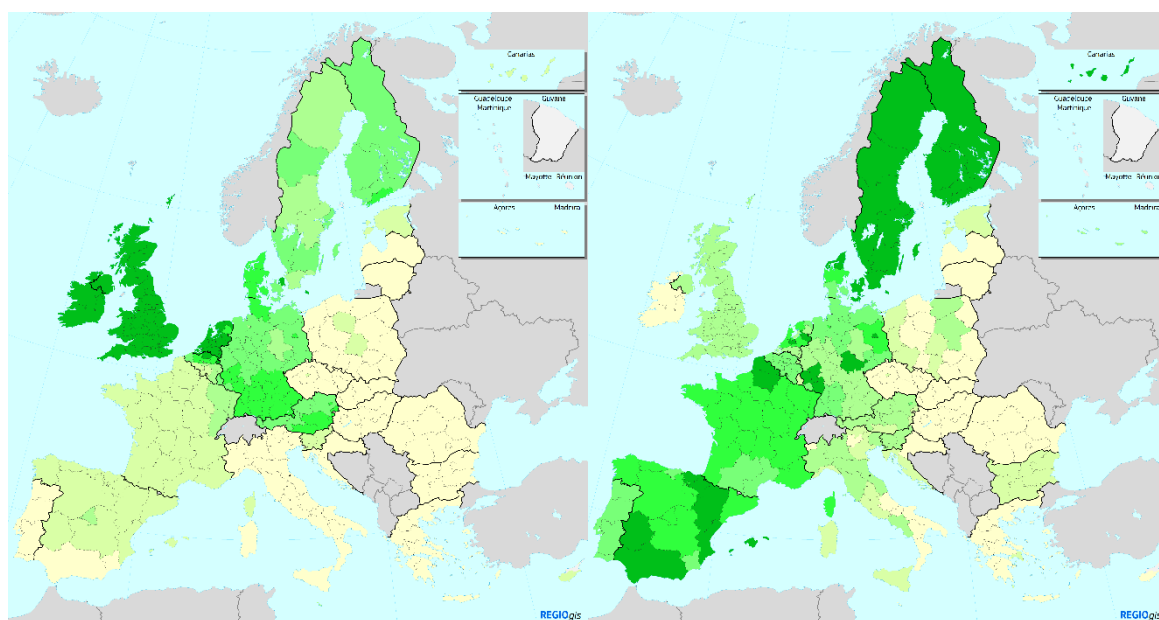 Canarias
Guadeloupe
Martinique
Guyane
Mayotte Réunion
Açores Madeira
REGIOgis
Canarias
Guadeloupe
Martinique
Guyane
Mayotte Réunion
Açores Madeira
REGIOgis